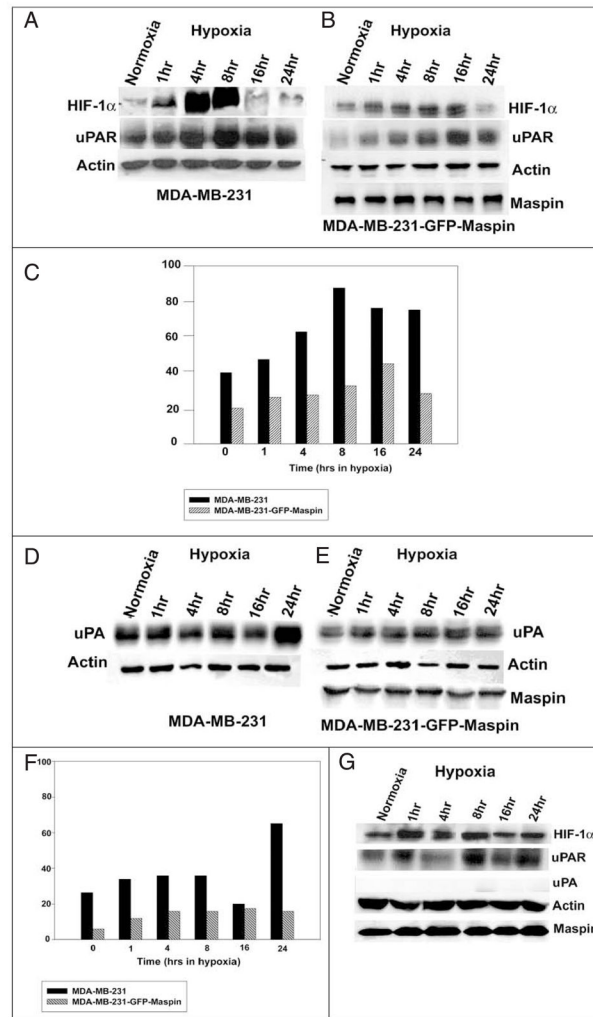 A
Hypoxia
Normoxia 1hr 4hr 8hr 16hr 24hr
HIF-1α
uPAR
Actin
MDA-MB-231
B
Hypoxia
Normoxia 1hr 4hr 8hr 16hr 24hr
HIF-1α
uPAR
Actin
Maspin
MDA-MB-231-GFP-Maspin
C
100
80
60
40
20
0
0 1 4 8 16 24
Time (hrs in hypoxia)
MDA-MB-231
MDA-MB-231-GFP-Maspin
D
Hypoxia
Normoxia 1hr 4hr 8hr 16hr 24hr
uPA
Actin
MDA-MB-231
E
Hypoxia
Normoxia 1hr 4hr 8hr 16hr 24hr
uPA
Actin
Maspin
MDA-MB-231-GFP-Maspin
F
100
80
60
40
20
0
0 1 4 8 16 24
Time (hrs in hypoxia)
MDA-MB-231
MDA-MB-231-GFP-Maspin
G
Hypoxia
Normoxia 1hr 4hr 8hr 16hr 24hr
HIF-1α
uPAR
uPA
Actin
Maspin